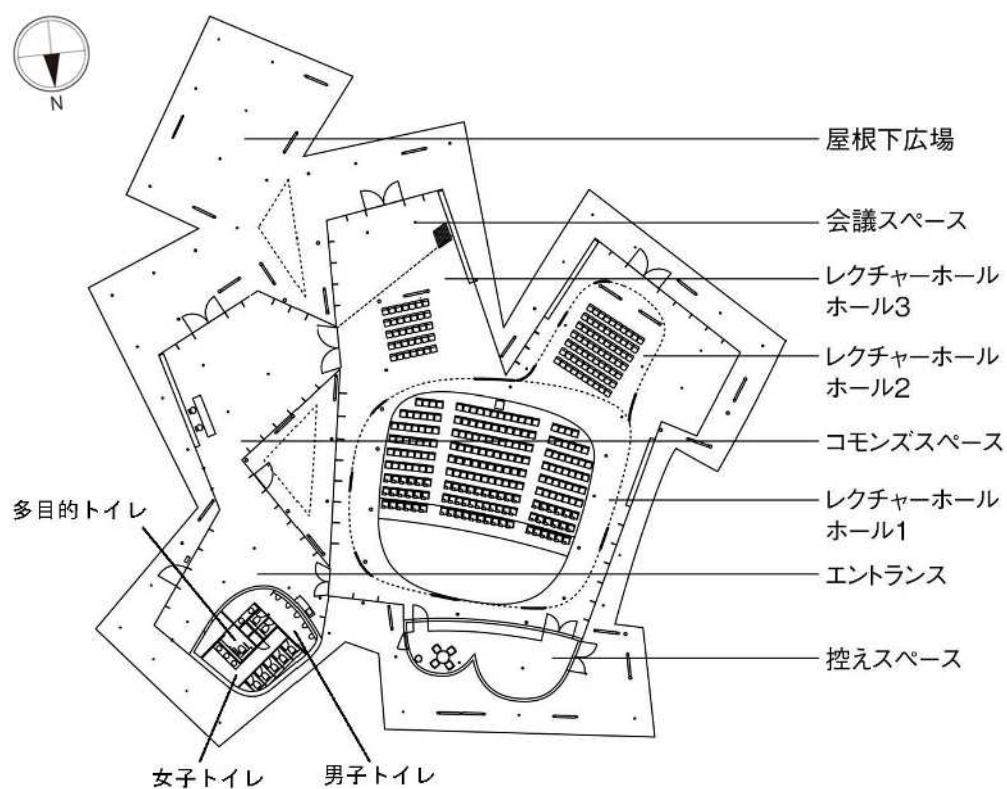 N
屋根下広場
会議スペース
レクチャーホール
ホール3
レクチャーホール
ホール2
コモンズスペース
レクチャーホール
ホール1
エントランス
控えスペース
多目的トイレ
女子トイレ
男子トイレ